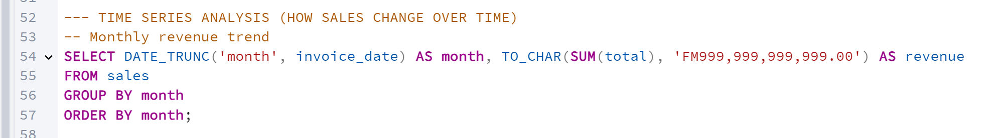 52 --- TIME SERIES ANALYSIS (HOW SALES CHANGE OVER TIME)
53 -- Monthly revenue trend
54 SELECT DATE_TRUNC('month', invoice_date) AS month, TO_CHAR(SUM(total), 'FM999,999,999,999.00') AS revenue
55 FROM sales
56 GROUP BY month
57 ORDER BY month;
58